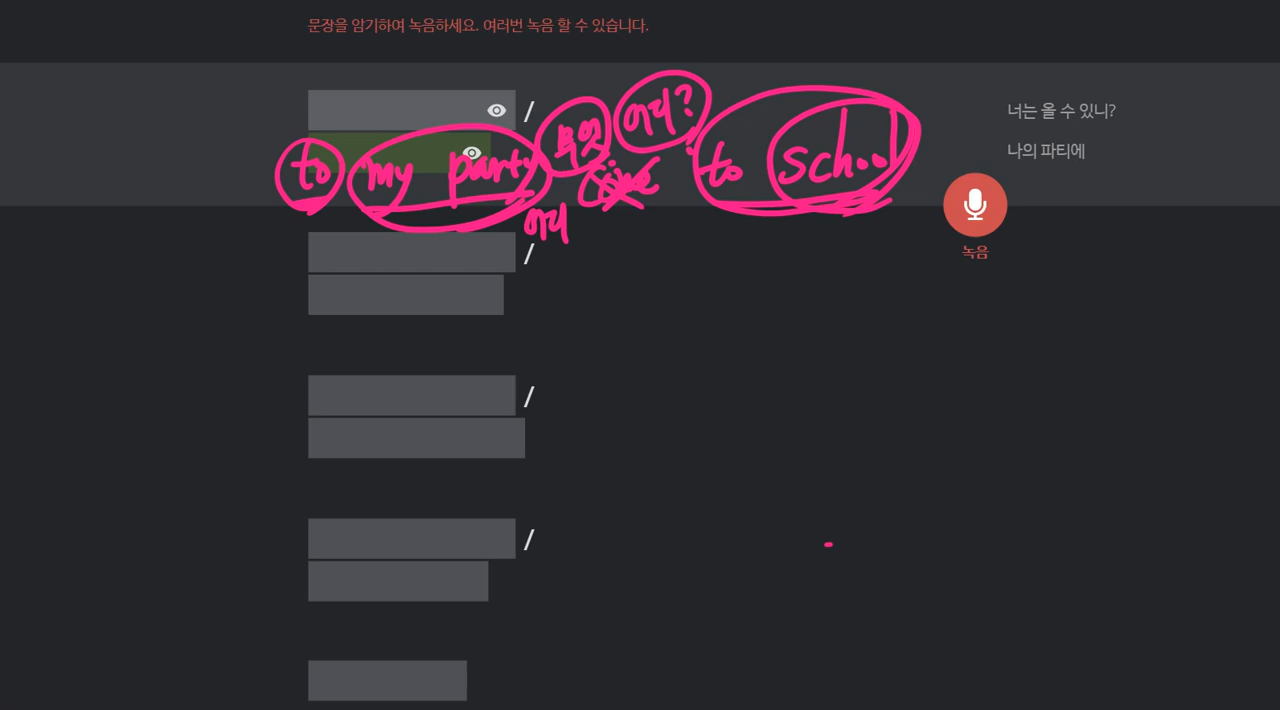 문장을 암기하여 녹음하세요. 여러번 녹음 할 수 있습니다.
/ 무엇 어디? 너는 올 수 있니?
to my party to school 나의 파티에
어디
/ 녹음
/
/